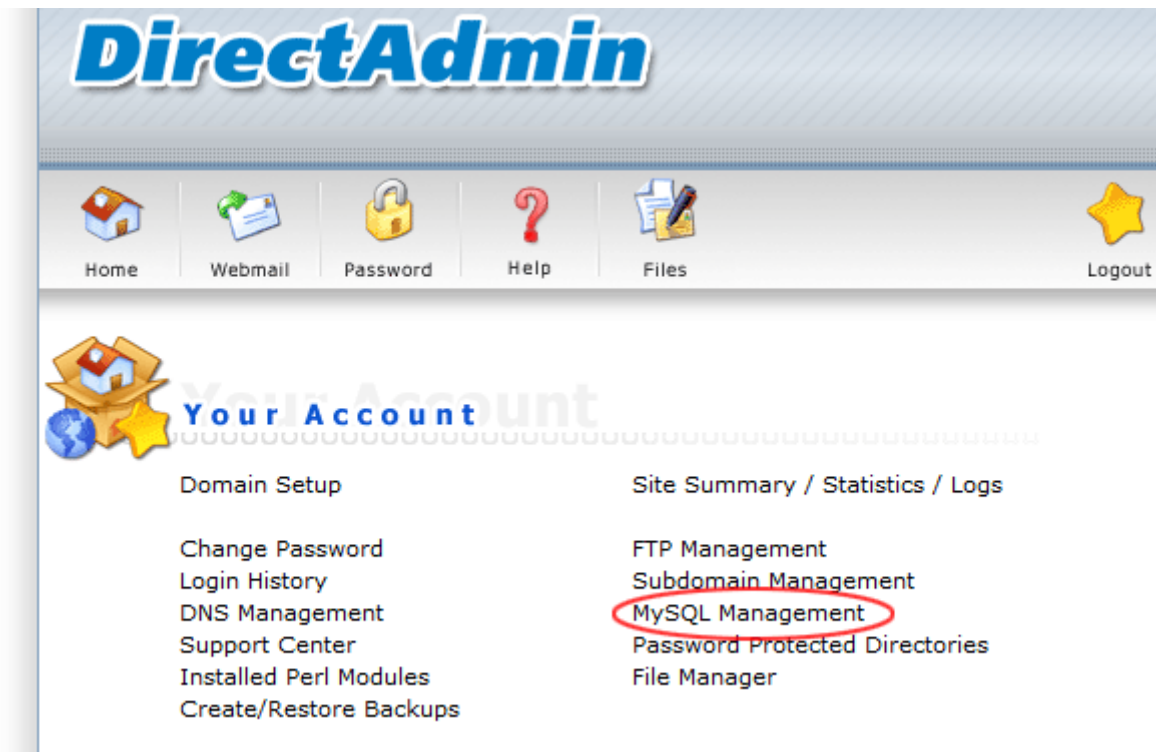 DirectAdmin
Home Webmail Password Help Files Logout
Your Account
Domain Setup
Change Password
Login History
DNS Management
Support Center
Installed Perl Modules
Create/Restore Backups
Site Summary / Statistics / Logs
FTP Management
Subdomain Management
MySQL Management
Password Protected Directories
File Manager